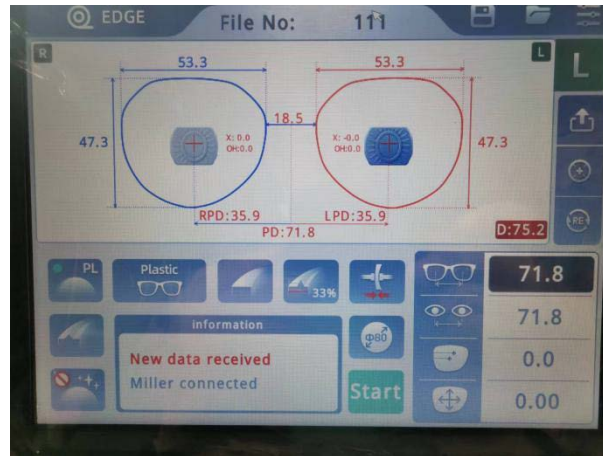 EDGE File No: 111
R
L
L
53.3
53.3
18.5
47.3
47.3
X: 0.0
OH:0.0
X: -0.0
OH:0.0
RPD:35.9
LPD:35.9
PD:71.8
D:75.2
RE
PL
Plastic
33%
71.8
71.8
0.0
0.00
information
New data received
Miller connected
Φ80
Start